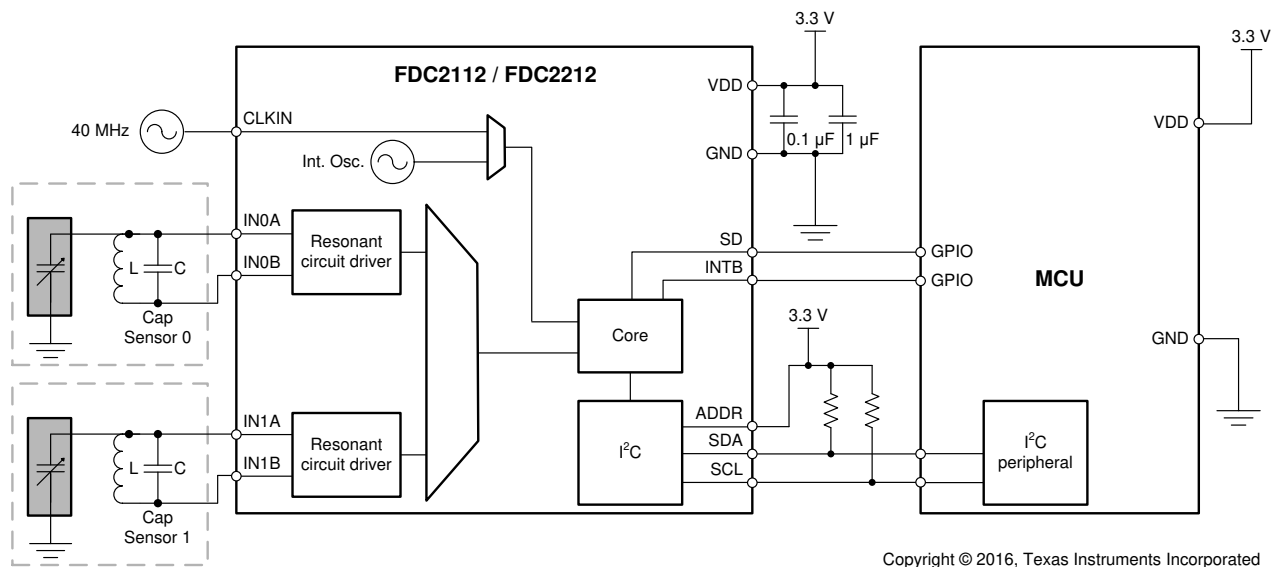 3.3 V
3.3 V
FDC2112 / FDC2212
VDD
CLKIN
40 MHz
VDD
0.1 µF
1 µF
Int. Osc.
GND
IN0A
Resonant
circuit driver
SD
GPIO
IN0B
INTB
GPIO
MCU
L
C
Cap
Sensor 0
3.3 V
Core
GND
IN1A
Resonant
circuit driver
ADDR
I²C
SDA
I²C
peripheral
IN1B
SCL
L
C
Cap
Sensor 1
Copyright © 2016, Texas Instruments Incorporated